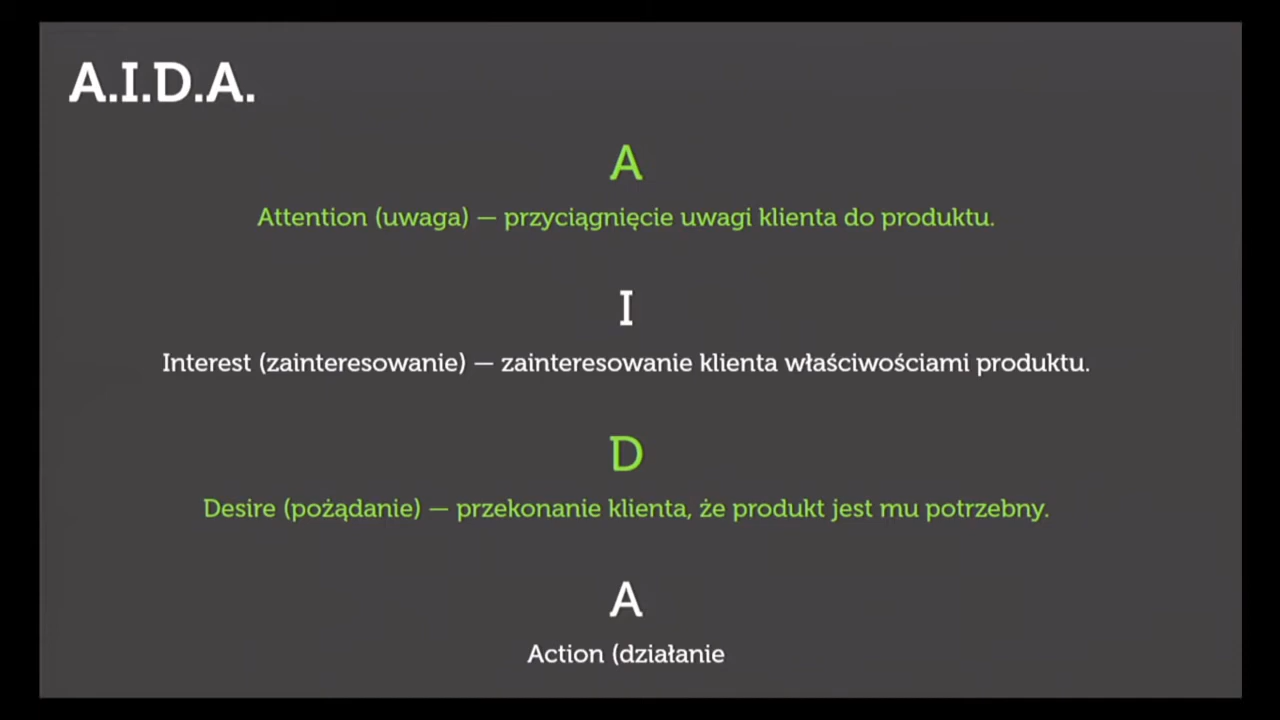 A.I.D.A.
A
Attention (uwaga) — przyciągnięcie uwagi klienta do produktu.
I
Interest (zainteresowanie) — zainteresowanie klienta właściwościami produktu.
D
Desire (pożądanie) — przekonanie klienta, że produkt jest mu potrzebny.
A
Action (działanie